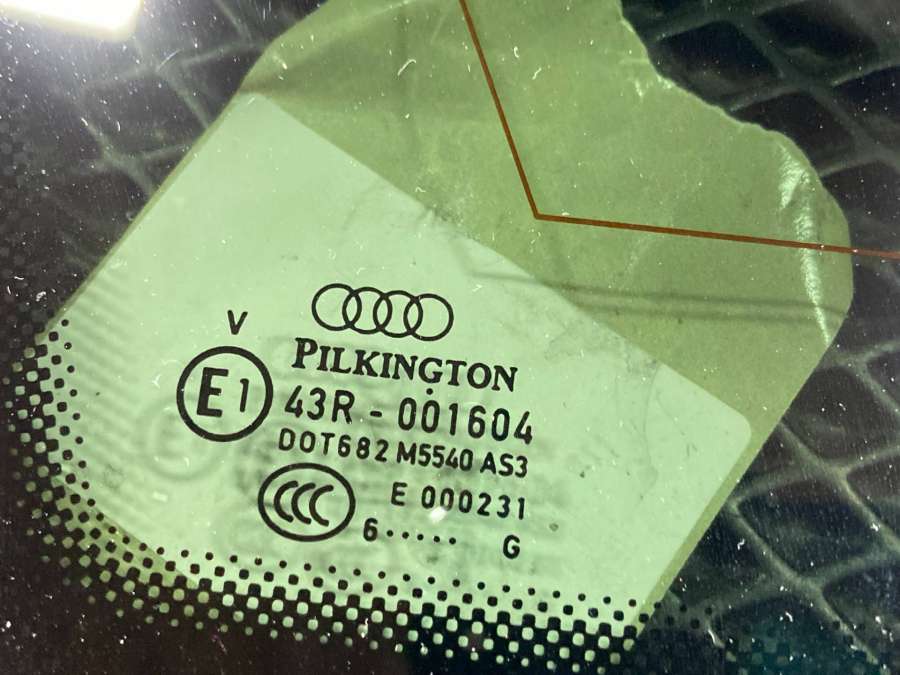 V
PILKINGTON
E1
43R - 001604
DOT682 M5540 AS3
CCC
E 000231
6..... G